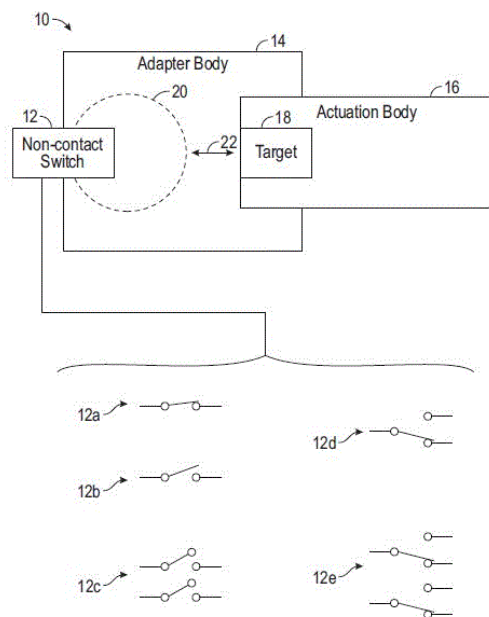 10
14
Adapter Body
20
16
12
18
Actuation Body
Non-contact
Switch
22
Target
12a
12d
12b
12c
12e